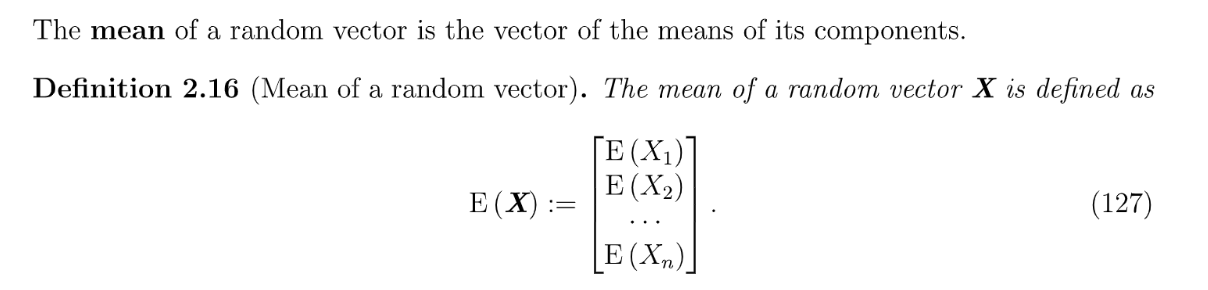 The mean of a random vector is the vector of the means of its components.
Definition 2.16 (Mean of a random vector). The mean of a random vector X is defined as
E (X₁)
E (X₂)
E (X) := ⋯ . (127)
E (Xₙ)